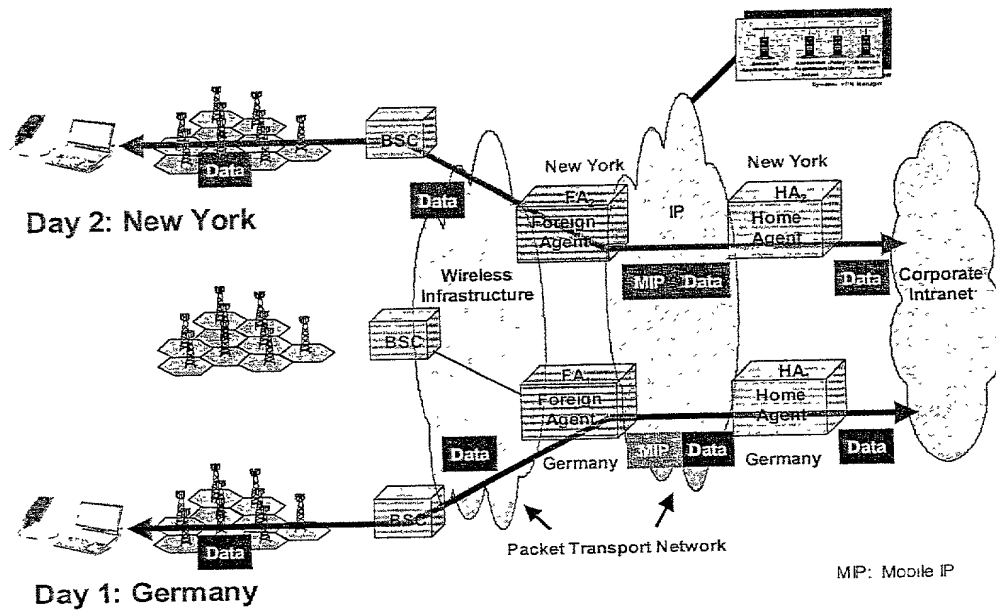 BSC
Data
Day 2: New York
Data
New York
FA2
Foreign
Agent
IP
New York
HA2
Home
Agent
MIP Data
Data
Corporate
Intranet
Wireless
Infrastructure
BSC
FA
Foreign
Agent
HA
Home
Agent
Data
Germany
MIP Data
Germany
Data
BSC
Data
Packet Transport Network
Day 1: Germany
MIP: Mobile IP